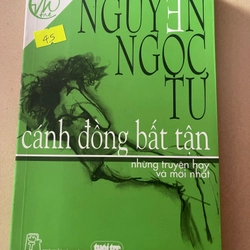 45
NGUYỄN
NGỌC
TƯ
cánh đồng bất tận
những truyện hay
và mới nhất